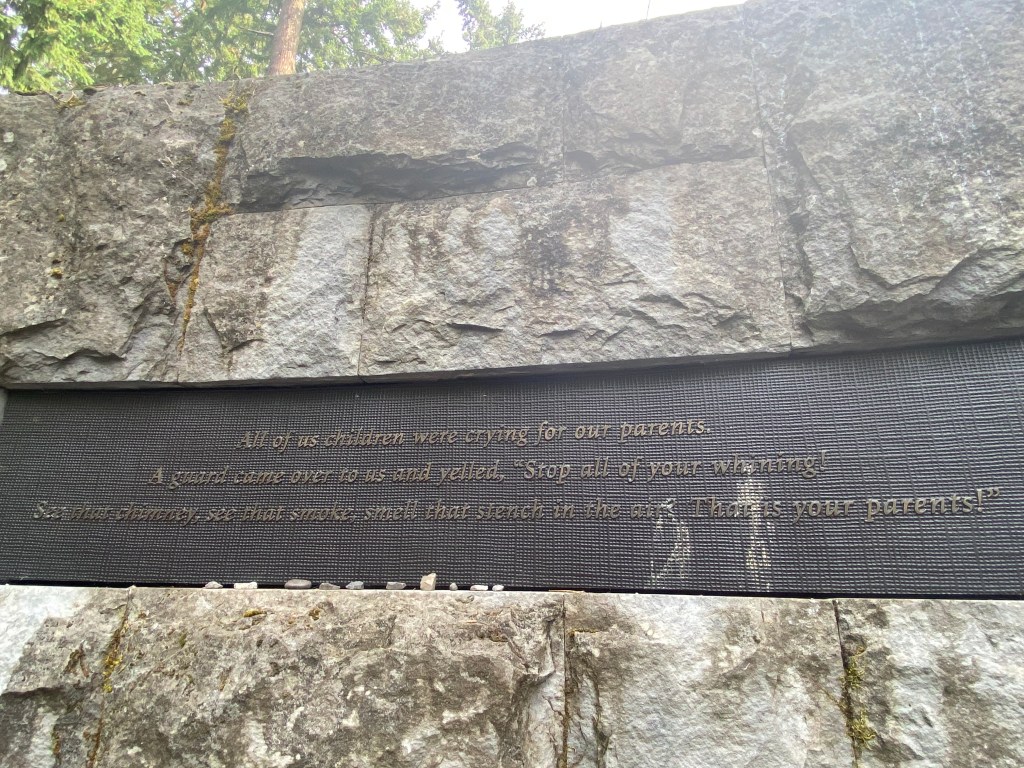 All of us children were crying for our parents.
A guard came over to us and yelled, “Stop all of your whining!
See that chimney, see that smoke, smell that stench in the air? That is your parents!”